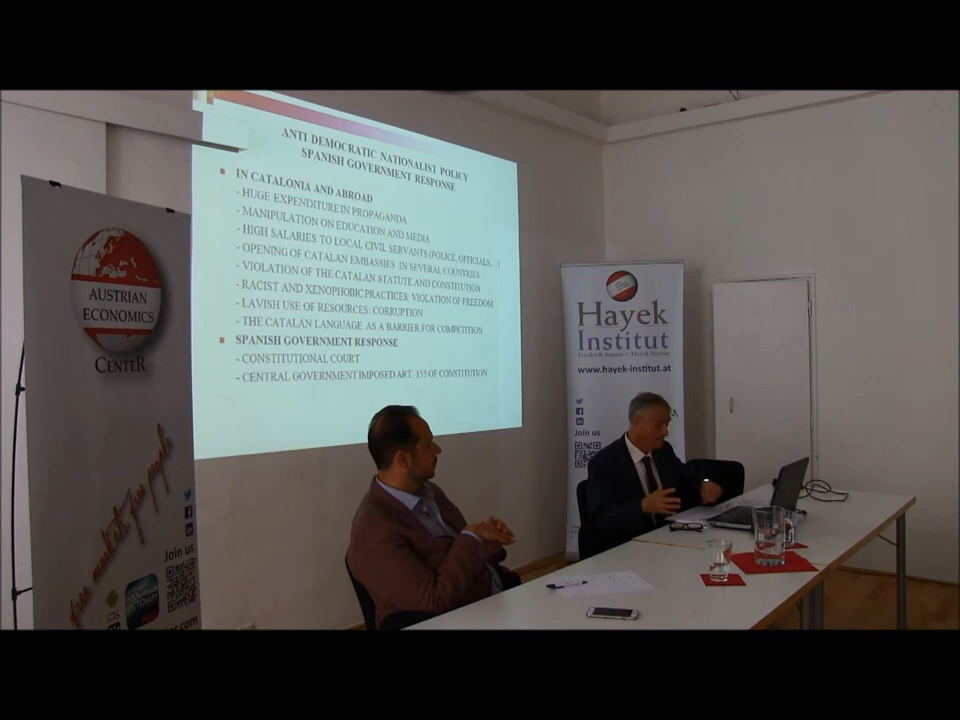 ANTI DEMOCRATIC NATIONALIST POLICY
SPANISH GOVERNMENT RESPONSE
IN CATALONIA AND ABROAD
- HUGE EXPENDITURE IN PROPAGANDA
- MANIPULATION ON EDUCATION AND MEDIA
- HIGH SALARIES TO LOCAL CIVIL SERVANTS (POLICE, OFFICIALS,...)
- OPENING OF CATALAN EMBASSIES IN SEVERAL COUNTRIES
- VIOLATION OF THE CATALAN STATUTE AND CONSTITUTION
- RACIST AND XENOPHOBIC PRACTICES: VIOLATION OF FREEDOM
- LAVISH USE OF RESOURCES: CORRUPTION
- THE CATALAN LANGUAGE AS A BARRIER FOR COMPETITION
SPANISH GOVERNMENT RESPONSE
- CONSTITUTIONAL COURT
- CENTRAL GOVERNMENT IMPOSED ART. 155 OF CONSTITUTION
AUSTRIAN
ECONOMICS
CENTER
free markets, free people
Join us
Hayek
Institut
Friedrich August v. Hayek Institut
www.hayek-institut.at
Join us